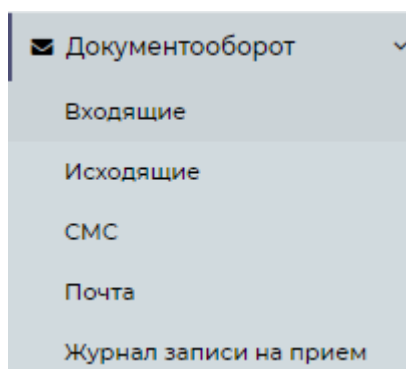 Документооборот
Входящие
Исходящие
СМС
Почта
Журнал записи на прием